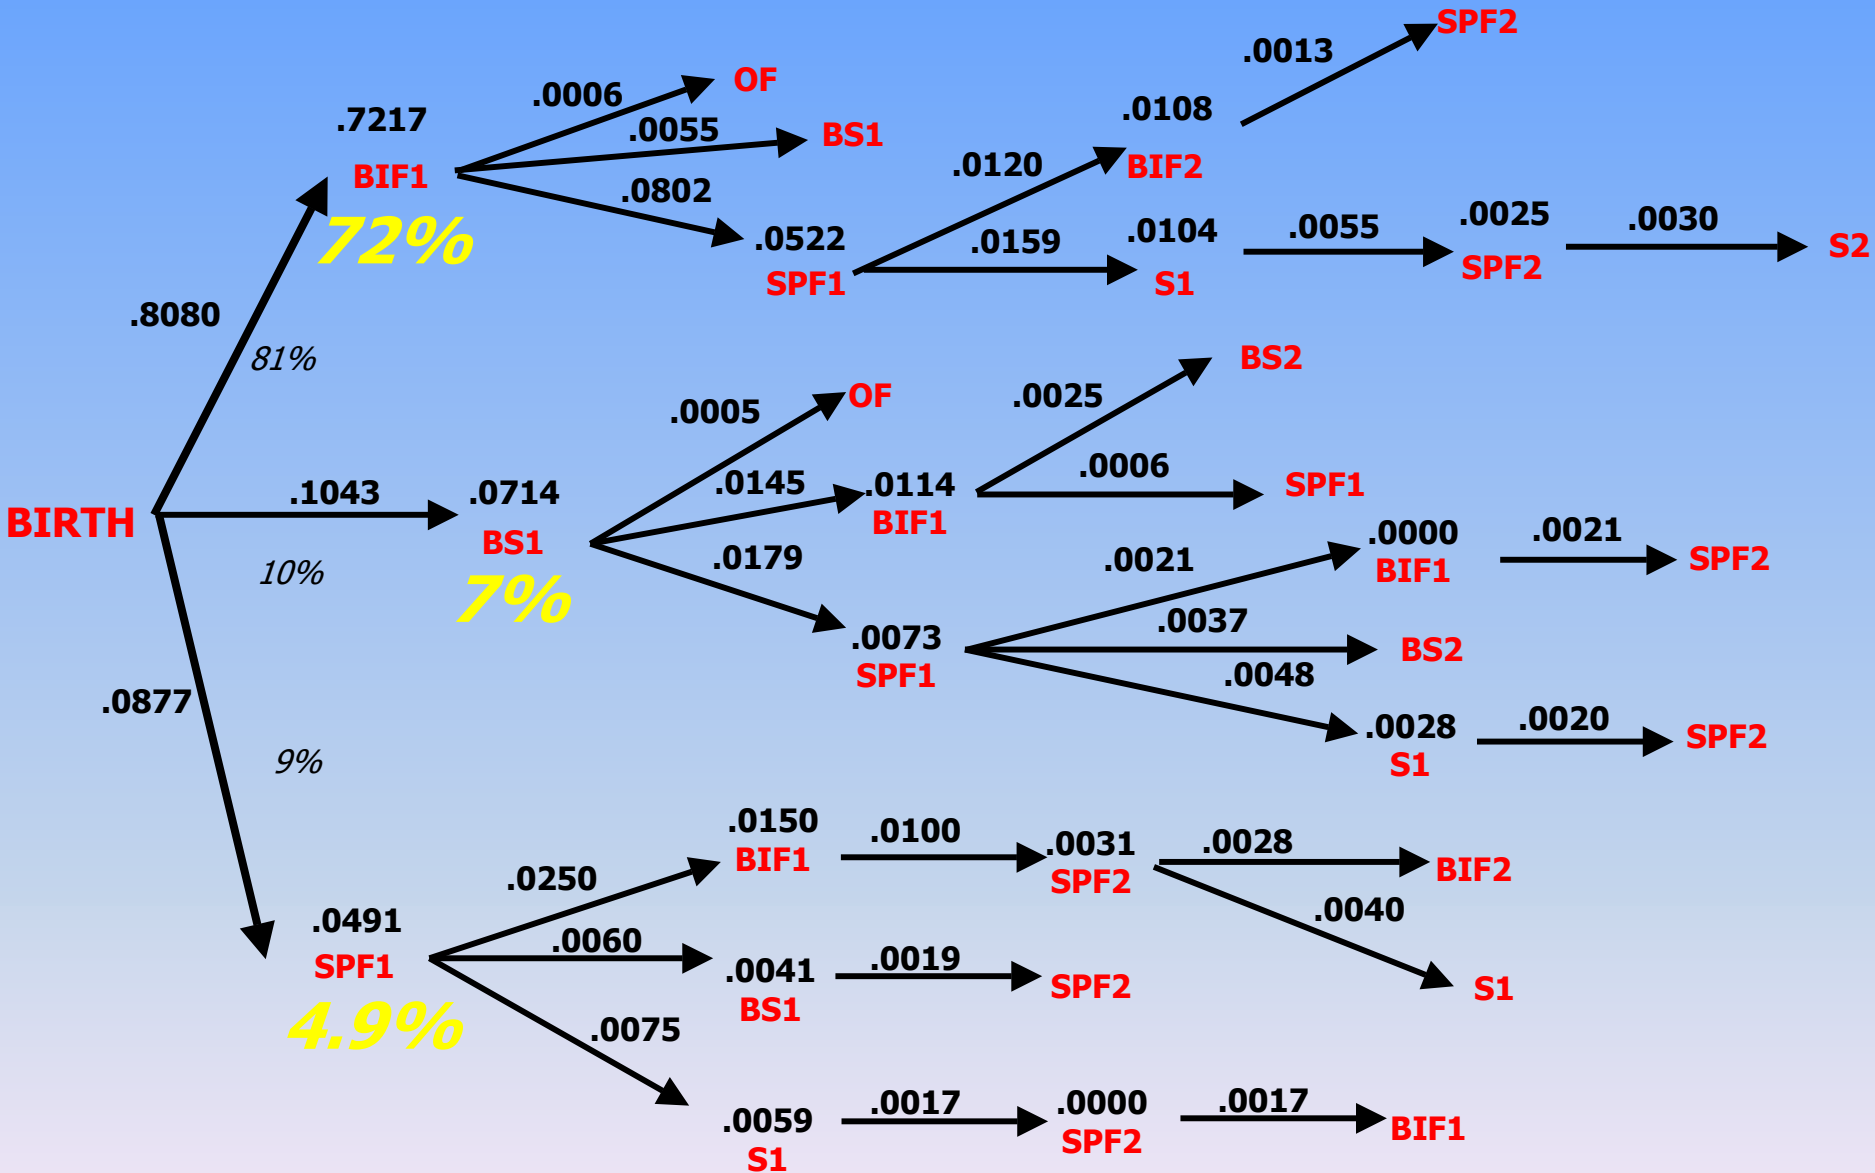 SPF2
.0013
.0006
OF
.7217
.0055
BS1
.0108
BIF1
.0802
.0120
BIF2
72%
.0522
.0159
.0104
.0055
.0025
.0030
SPF1
S1
SPF2
S2
.8080
81%
BS2
.0005
OF
.0025
.0145
.0114
.0006
SPF1
BIRTH
.1043
.0714
BIF1
.0000
.0021
BS1
.0179
.0021
BIF1
SPF2
10%
7%
.0073
.0037
BS2
SPF1
.0048
.0877
.0028
.0020
SPF2
9%
S1
.0150
.0100
.0031
.0028
BIF1
SPF2
BIF2
.0250
.0040
.0491
.0060
.0041
.0019
SPF1
BS1
SPF2
S1
4.9%
.0075
.0059
.0017
.0000
.0017
S1
SPF2
BIF1